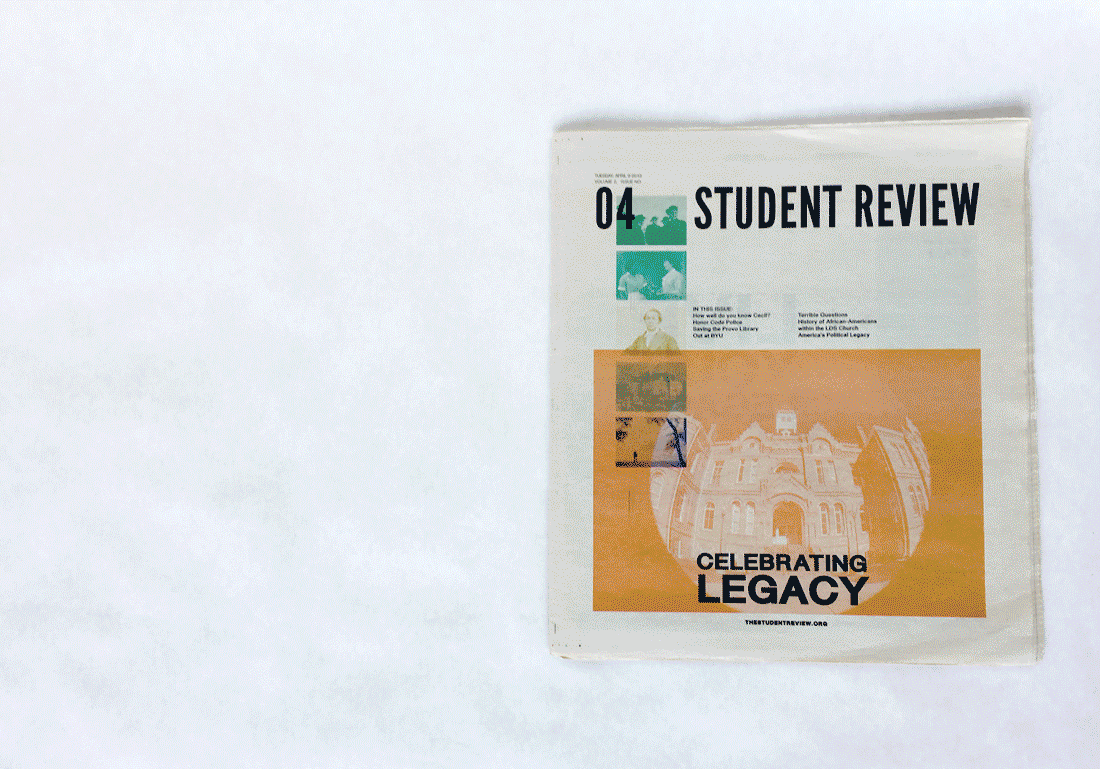 TUESDAY, APRIL 9 2013
VOLUME 2, ISSUE NO.
04 STUDENT REVIEW
IN THIS ISSUE:
How well do you know Cecil?
Honor Code Police
Saving the Provo Library
Out at BYU
Terrible Questions
History of African-Americans
within the LDS Church
America's Political Legacy
CELEBRATING
LEGACY
THESTUDENTREVIEW.ORG